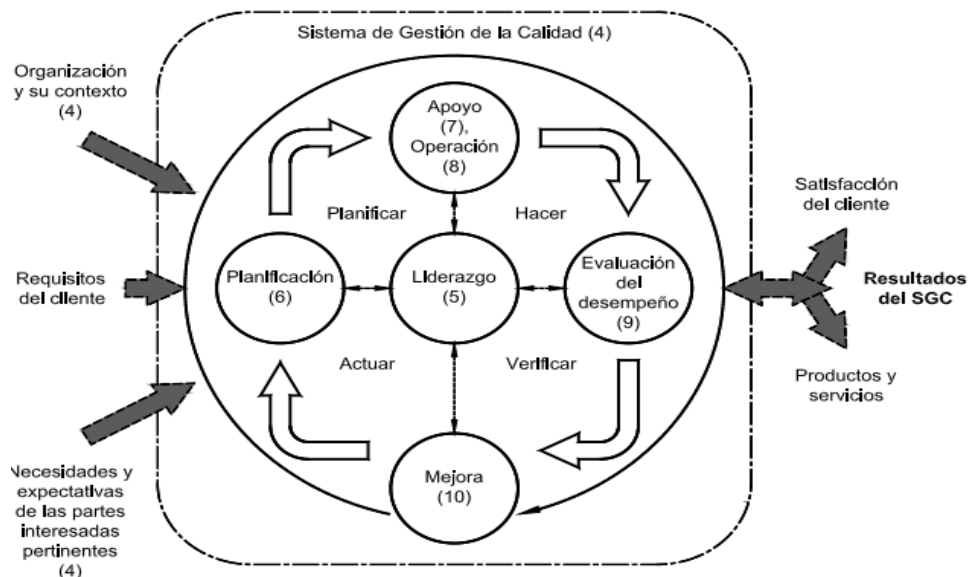 Sistema de Gestión de la Calidad (4)
Organización
y su contexto
(4)
Requisitos
del cliente
Necesidades y
expectativas
de las partes
interesadas
pertinentes
(4)
Apoyo
(7),
Operación
(8)
Planificar
Hacer
Planificación
(6)
Liderazgo
(5)
Evaluación
del
desempeño
(9)
Actuar
Verificar
Mejora
(10)
Satisfacción
del cliente
Resultados
del SGC
Productos y
servicios